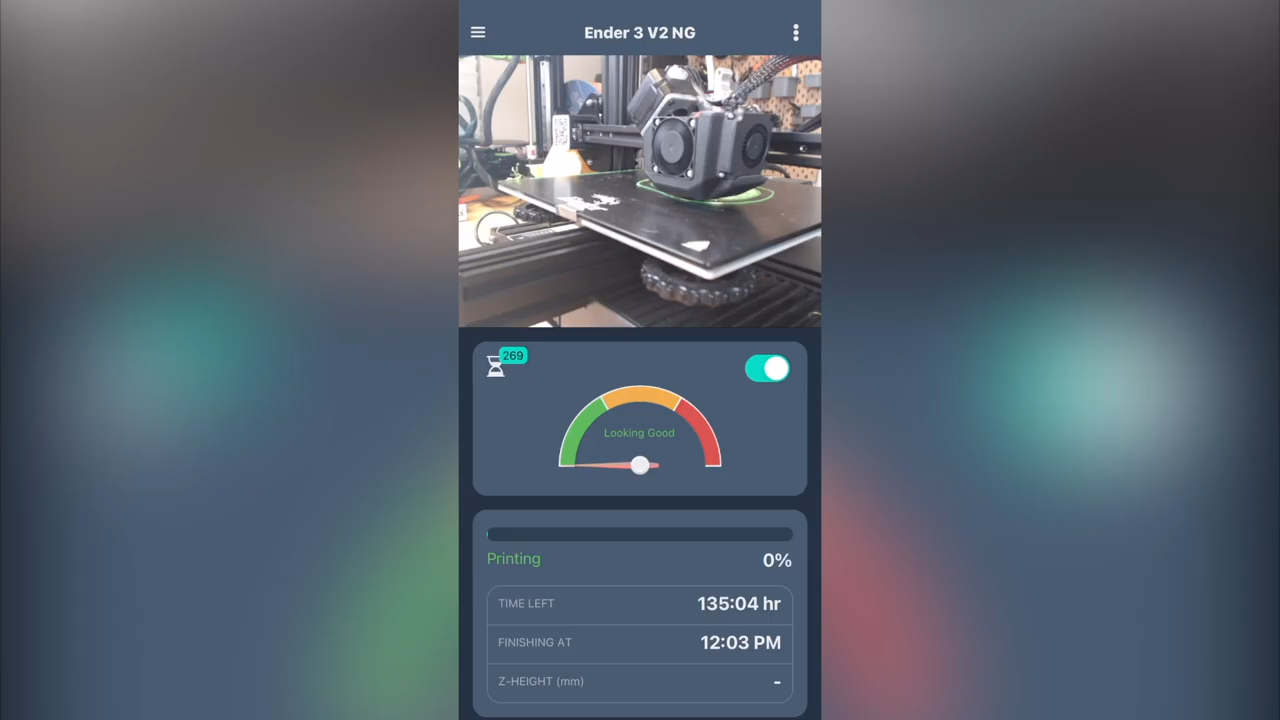 Ender 3 V2 NG
269
Looking Good
Printing 0%
TIME LEFT 135:04 hr
FINISHING AT 12:03 PM
Z-HEIGHT (mm) -